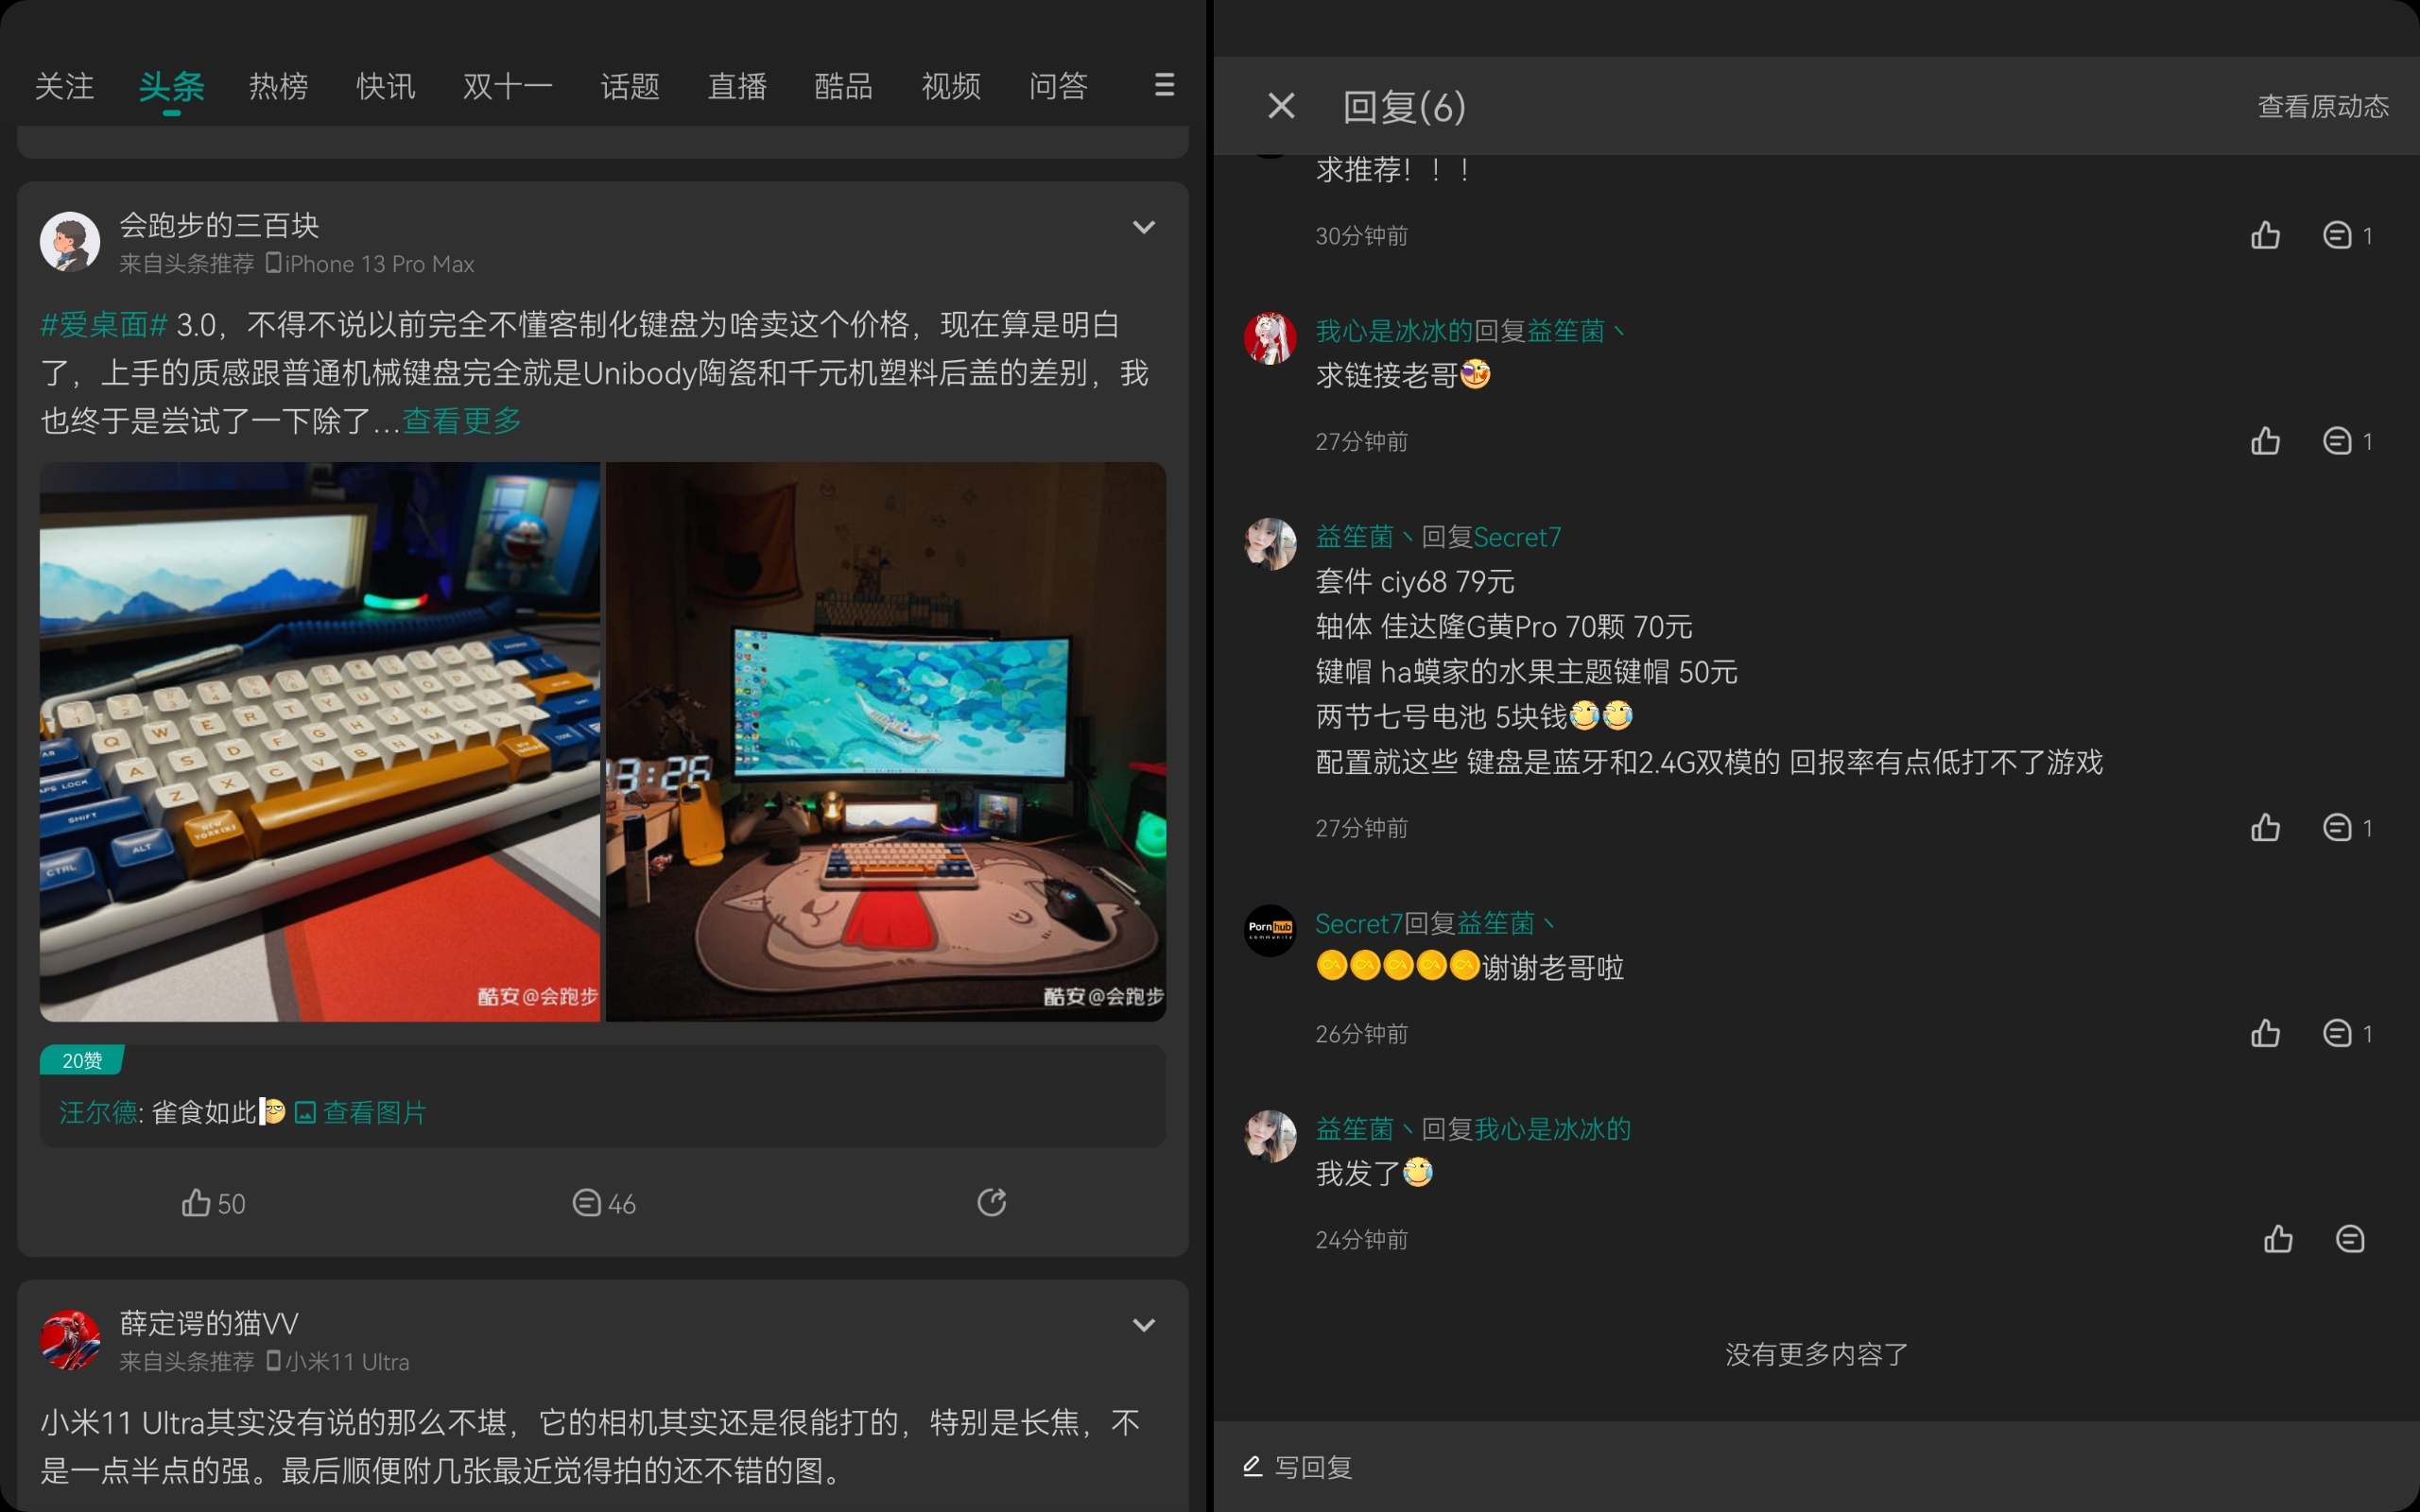 关注 头条 热榜 快讯 双十一 话题 直播 酷品 视频 问答
会跑步的三百块
来自头条推荐 iPhone 13 Pro Max
#爱桌面# 3.0，不得不说以前完全不懂客制化键盘为啥卖这个价格，现在算是明白
了，上手的质感跟普通机械键盘完全就是Unibody陶瓷和千元机塑料后盖的差别，我
也终于是尝试了一下除了...查看更多
Q W E R T Y U I O P
A S D F G H J K L
Z X C V B N M
CAPS LOCK
SHIFT
CTRL
ALT
NEW YORKERS
酷安@会跑步
3:26
酷安@会跑步
20赞
汪尔德: 雀食如此 查看图片
50
46
薛定谔的猫VV
来自头条推荐 小米11 Ultra
小米11 Ultra其实没有说的那么不堪，它的相机其实还是很能打的，特别是长焦，不
是一点半点的强。最后顺便附几张最近觉得拍的还不错的图。
回复(6)
查看原动态
求推荐！！！
30分钟前
1
我心是冰冰的回复益笙菌丶
求链接老哥
27分钟前
1
益笙菌丶回复Secret7
套件 ciy68 79元
轴体 佳达隆G黄Pro 70颗 70元
键帽 ha蟆家的水果主题键帽 50元
两节七号电池 5块钱
配置就这些 键盘是蓝牙和2.4G双模的 回报率有点低打不了游戏
27分钟前
1
Porn hub
community
Secret7回复益笙菌丶
谢谢老哥啦
26分钟前
1
益笙菌丶回复我心是冰冰的
我发了
24分钟前
没有更多内容了
写回复